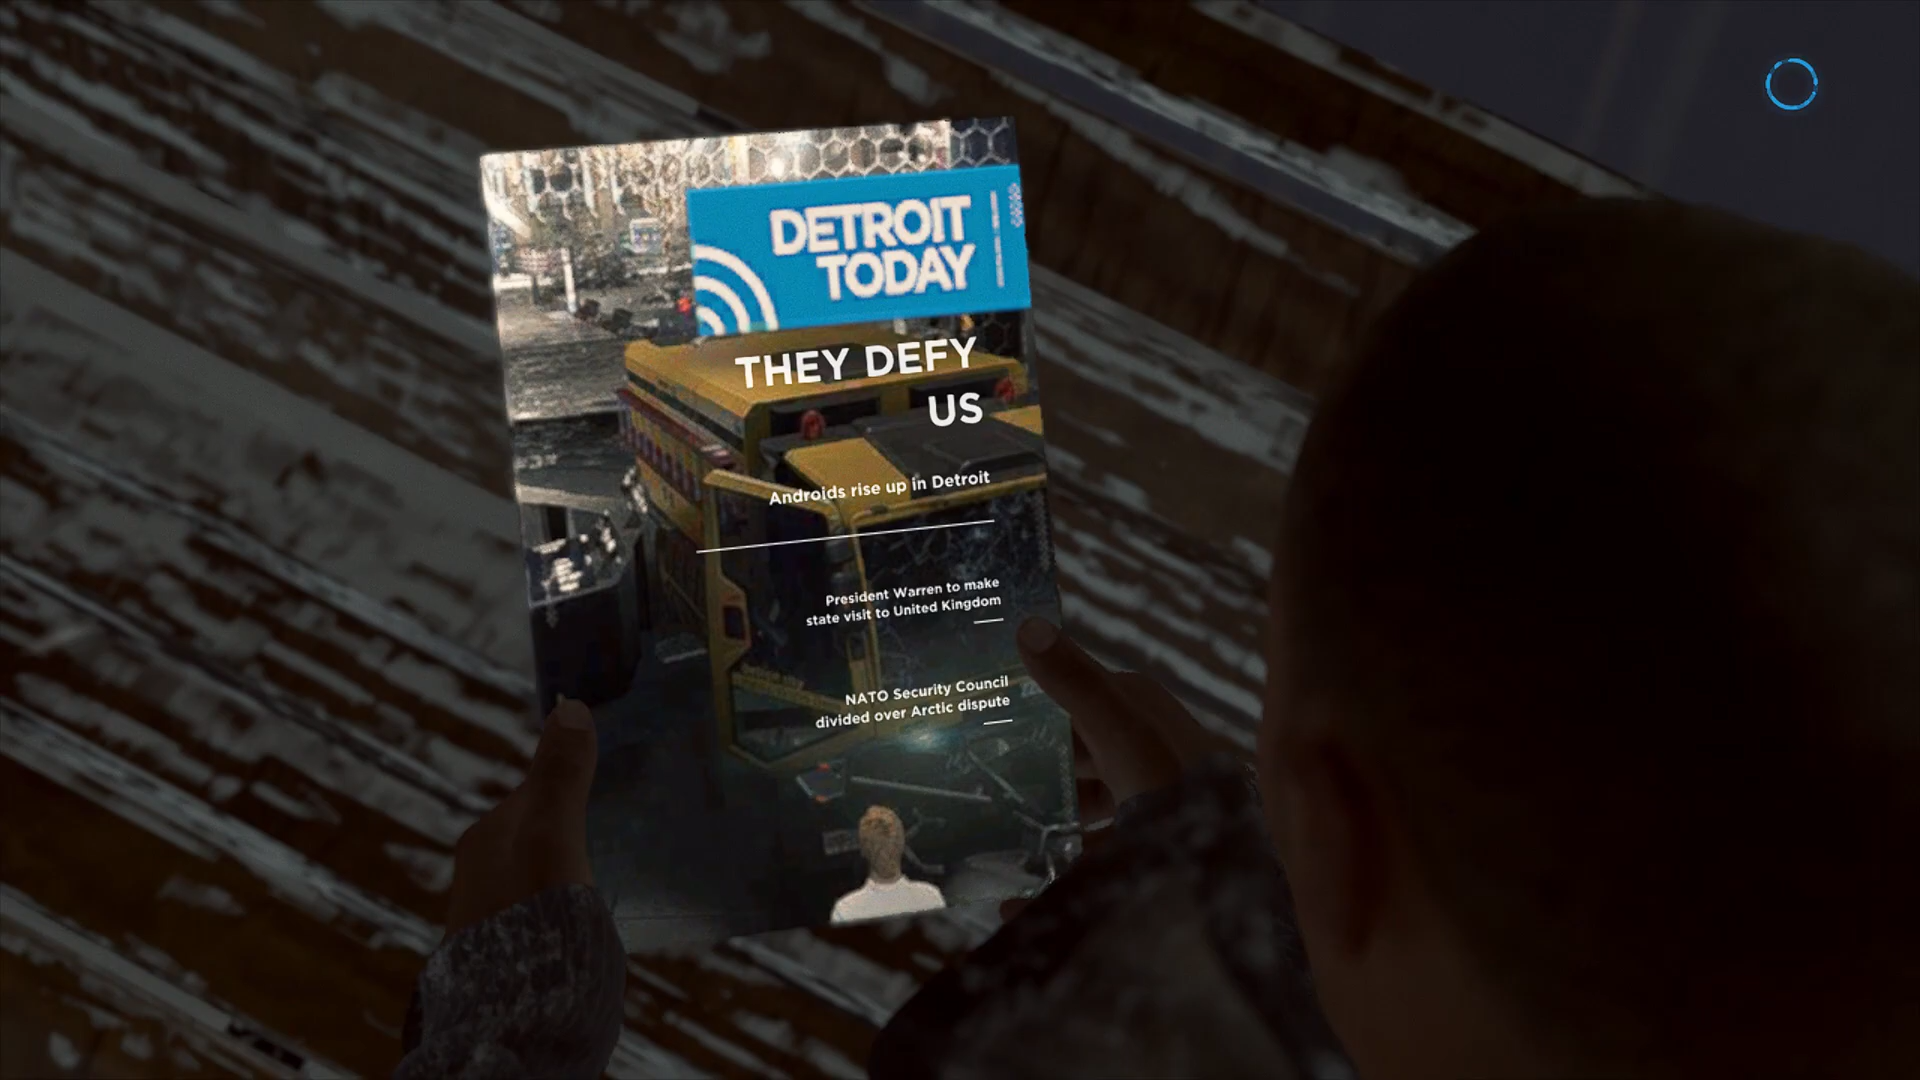 DETROIT
TODAY
THEY DEFY
US
Androids rise up in Detroit
President Warren to make
state visit to United Kingdom
NATO Security Council
divided over Arctic dispute